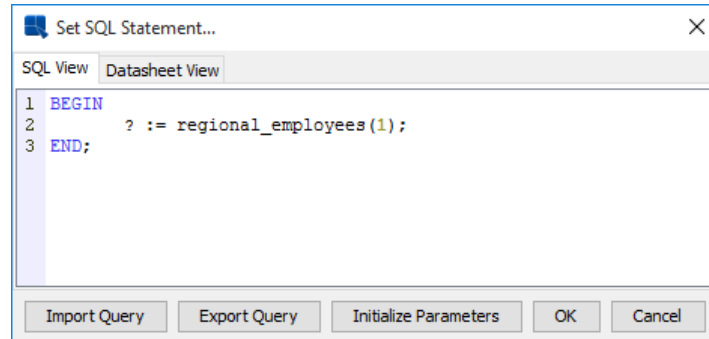 Set SQL Statement...
SQL View Datasheet View
1 BEGIN
2 ? := regional_employees(1);
3 END;
Import Query Export Query Initialize Parameters OK Cancel